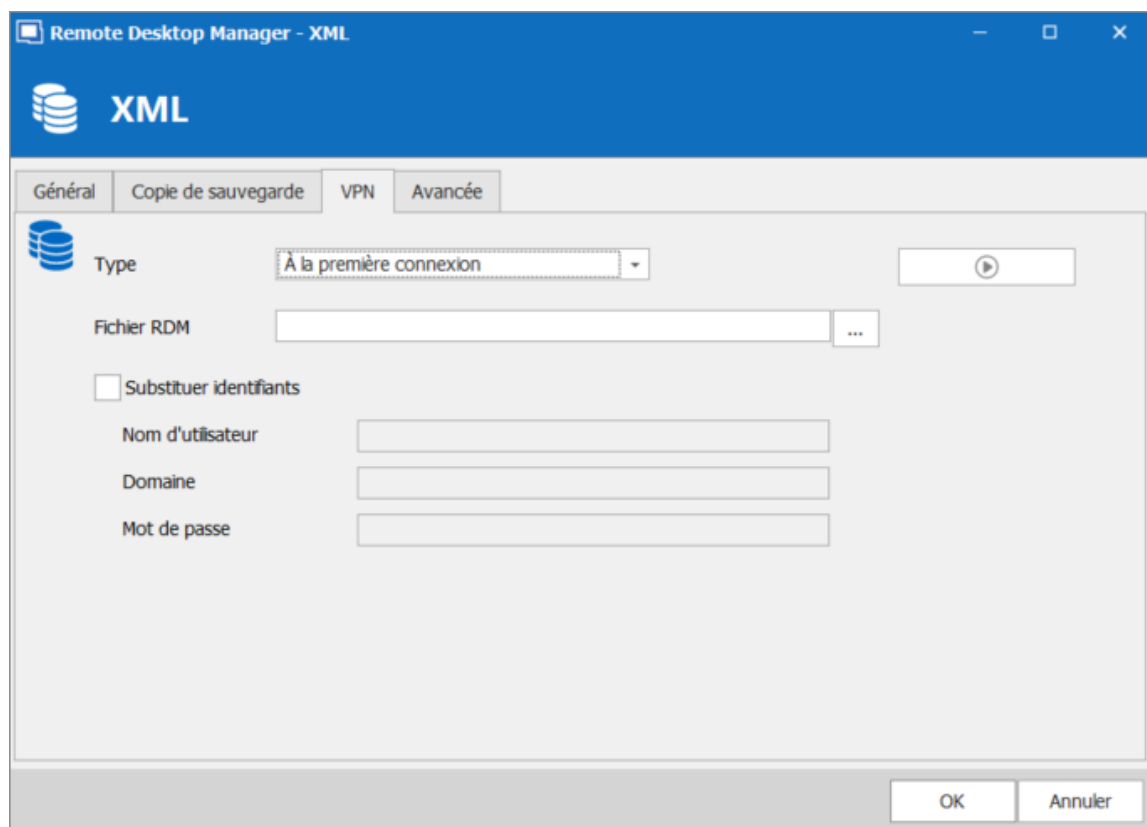 Remote Desktop Manager - XML
XML
Général Copie de sauvegarde VPN Avancée
Type À la première connexion
Fichier RDM ...
Substituer identifiants
Nom d'utilisateur
Domaine
Mot de passe
OK Annuler